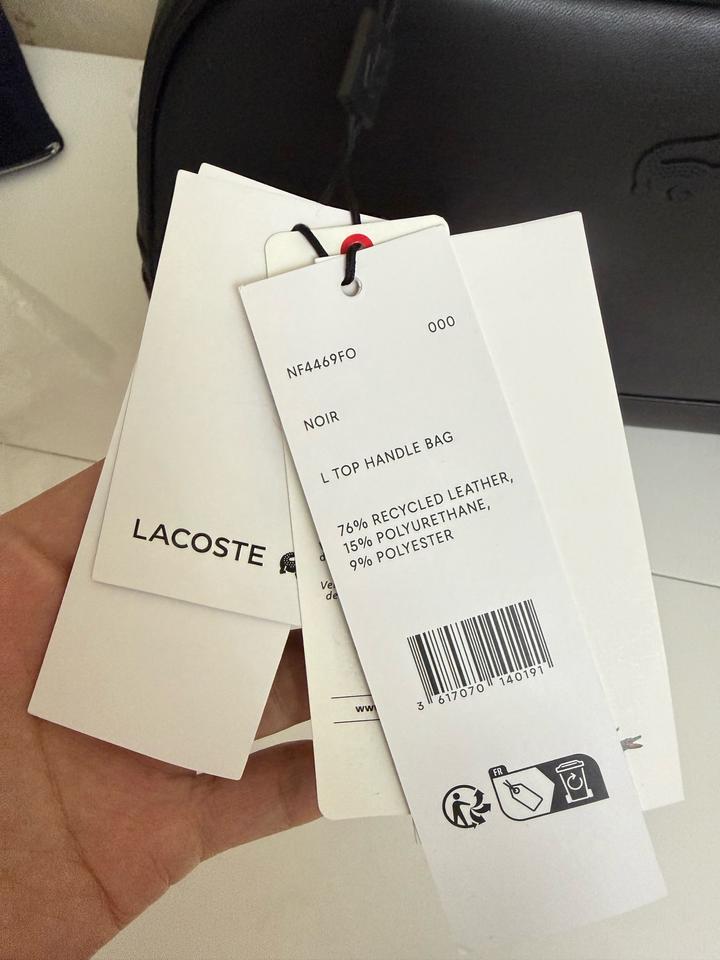 000
NF4469FO
NOIR
L TOP HANDLE BAG
76% RECYCLED LEATHER,
15% POLYURETHANE,
9% POLYESTER
3 617070 140191
FR
LACOSTE